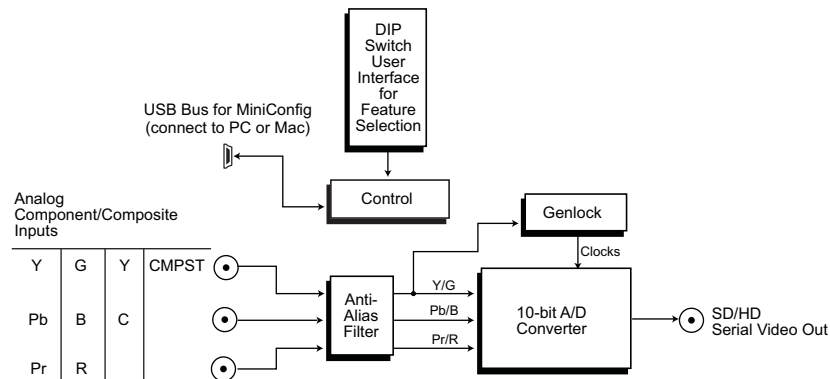 DIP
Switch
User
Interface
for
Feature
Selection
USB Bus for MiniConfig
(connect to PC or Mac)
Control
Analog
Component/Composite
Inputs
Genlock
Clocks
Y G Y CMPST
Pb B C
Pr R
Anti-
Alias
Filter
Y/G
Pb/B
Pr/R
10-bit A/D
Converter
SD/HD
Serial Video Out